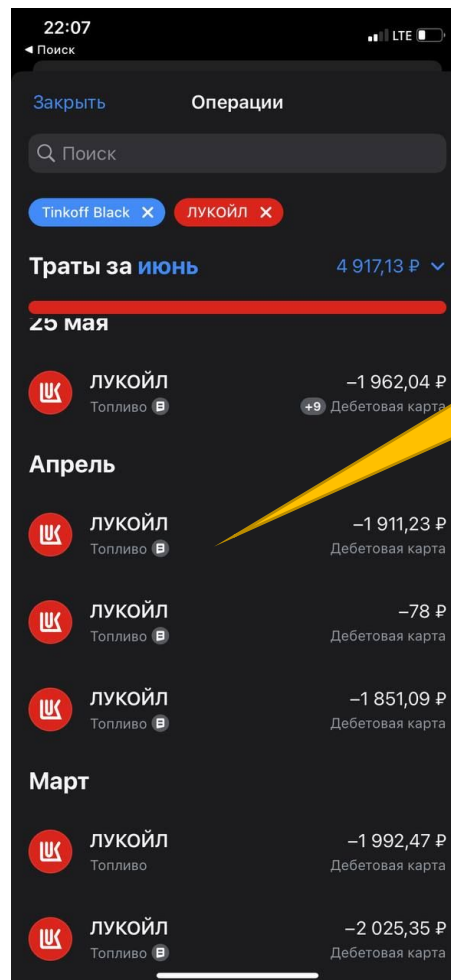 22:07
LTE
◀ Поиск
Закрыть
Операции
Поиск
Tinkoff Black ✕
ЛУКОЙЛ ✕
Траты за июнь
4 917,13 ₽
25 мая
ЛУКОЙЛ
–1 962,04 ₽
Топливо
+9 Дебетовая карта
Апрель
ЛУКОЙЛ
–1 911,23 ₽
Топливо
Дебетовая карта
ЛУКОЙЛ
–78 ₽
Топливо
Дебетовая карта
ЛУКОЙЛ
–1 851,09 ₽
Топливо
Дебетовая карта
Март
ЛУКОЙЛ
–1 992,47 ₽
Топливо
Дебетовая карта
ЛУКОЙЛ
–2 025,35 ₽
Топливо
Дебетовая карта